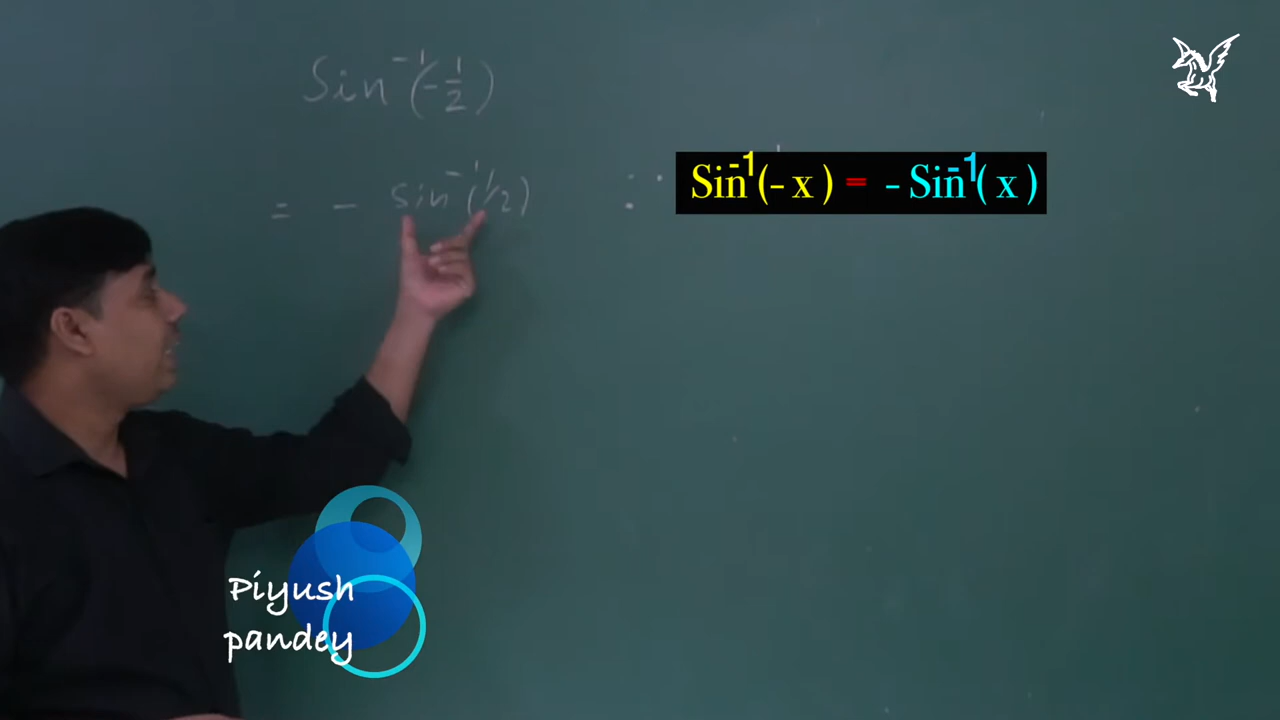 Sin⁻¹(-1/2)
= - Sin⁻¹(1/2) ∵ Sin⁻¹(-x) = -Sin⁻¹(x)
Piyush
pandey